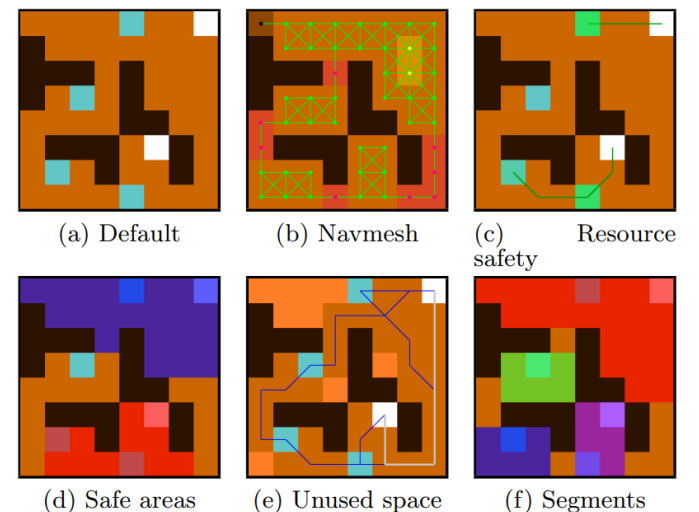 (a) Default
(b) Navmesh
(c) Resource
safety
(d) Safe areas
(e) Unused space
(f) Segments